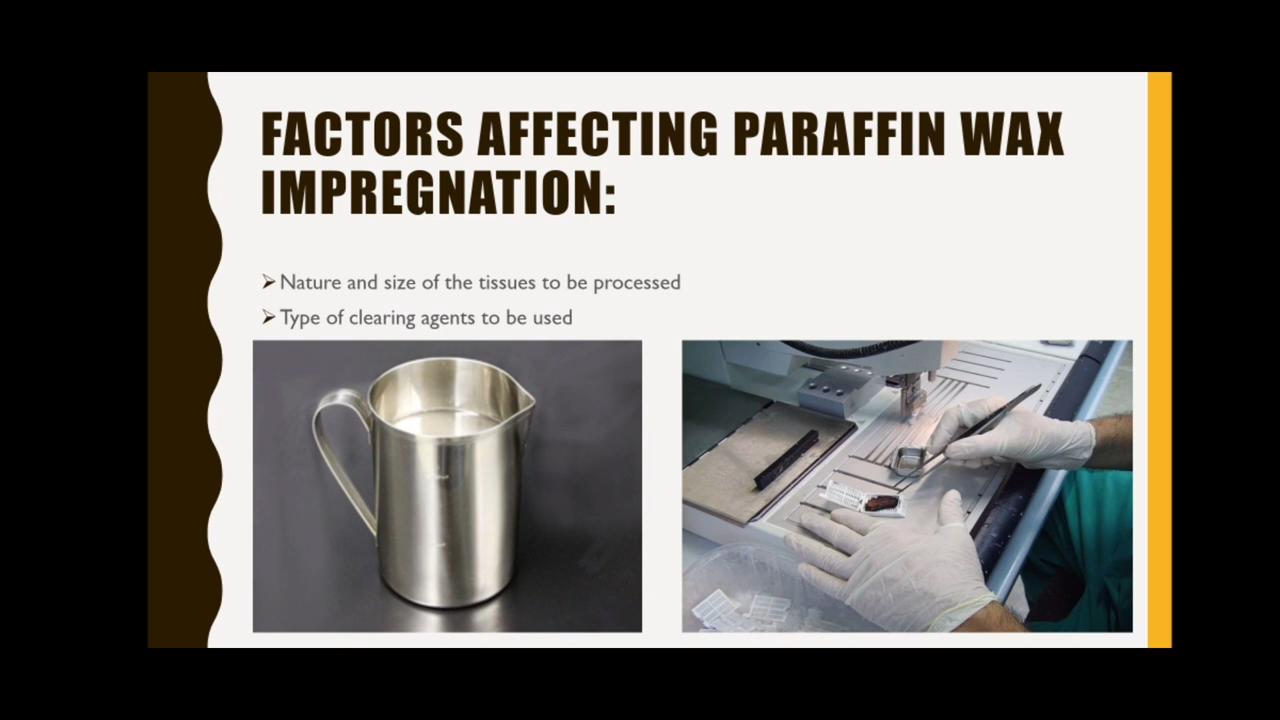 FACTORS AFFECTING PARAFFIN WAX
IMPREGNATION:
Nature and size of the tissues to be processed
Type of clearing agents to be used